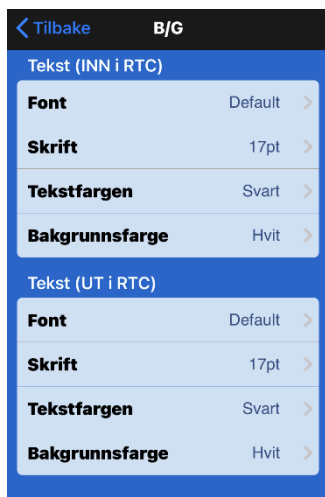 Tilbake B/G
Tekst (INN i RTC)
Font Default
Skrift 17pt
Tekstfargen Svart
Bakgrunnsfarge Hvit
Tekst (UT i RTC)
Font Default
Skrift 17pt
Tekstfargen Svart
Bakgrunnsfarge Hvit